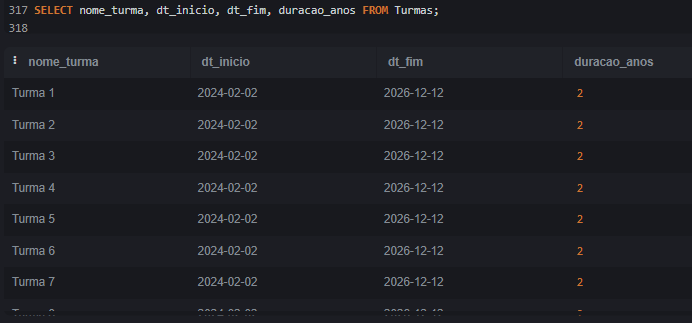 317 SELECT nome_turma, dt_inicio, dt_fim, duracao_anos FROM Turmas;
318
nome_turma dt_inicio dt_fim duracao_anos
Turma 1 2024-02-02 2026-12-12 2
Turma 2 2024-02-02 2026-12-12 2
Turma 3 2024-02-02 2026-12-12 2
Turma 4 2024-02-02 2026-12-12 2
Turma 5 2024-02-02 2026-12-12 2
Turma 6 2024-02-02 2026-12-12 2
Turma 7 2024-02-02 2026-12-12 2